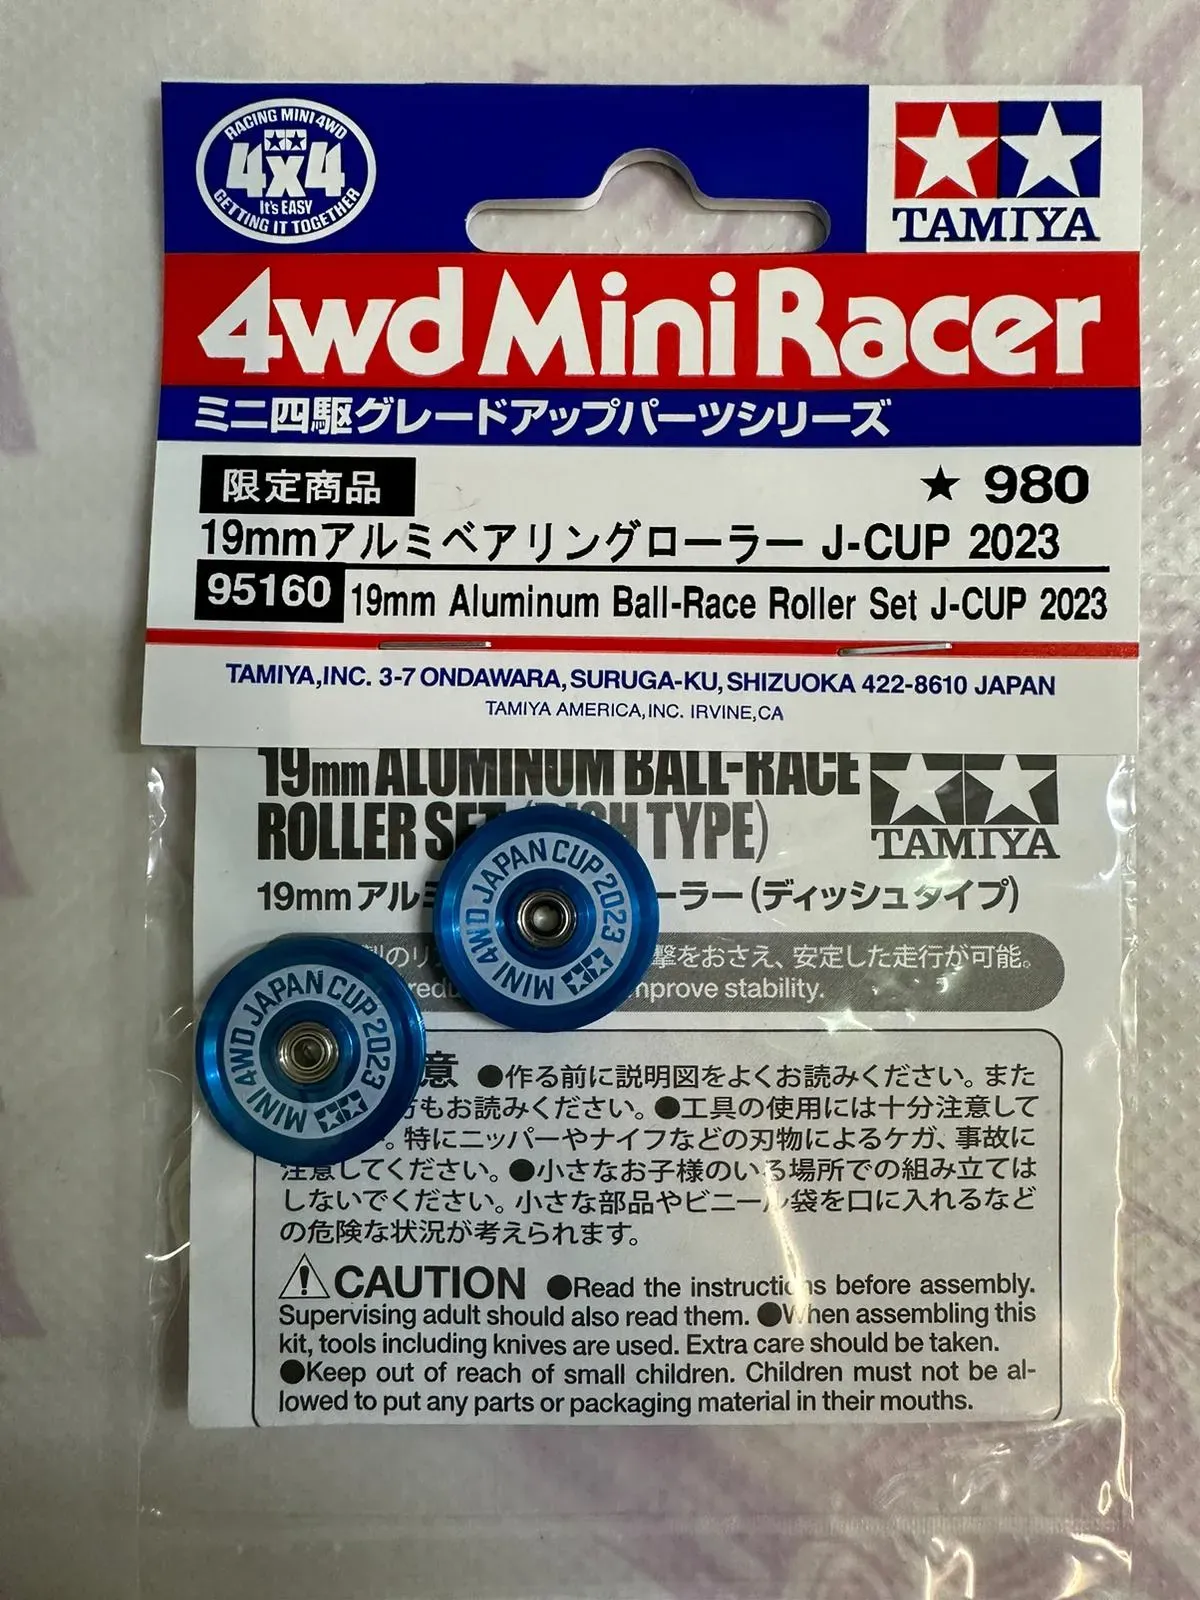 RACING MINI 4WD
4x4
It's EASY
GETTING IT TOGETHER
TAMIYA
4wd Mini Racer
ミニ四駆グレードアップパーツシリーズ
限定商品
★ 980
19mmアルミベアリングローラー J-CUP 2023
95160 19mm Aluminum Ball-Race Roller Set J-CUP 2023
TAMIYA,INC. 3-7 ONDAWARA, SURUGA-KU, SHIZUOKA 422-8610 JAPAN
TAMIYA AMERICA,INC. IRVINE,CA
19mm ALUMINUM BALL-RACE
ROLLER TYPE)
TAMIYA
19mm ーラー (ディッシュタイプ)
をおさえ、安定した走行が可能。
improve stability.
MINI 4WD JAPAN CUP 2023
MINI 4WD JAPAN CUP 2023
意 ●作る前に説明図をよくお読みください。また
もお読みください。●工具の使用には十分注意して
。特にニッパーやナイフなどの刃物によるケガ、事故に
注意してください。●小さなお子様のいる場所での組み立ては
しないでください。小さな部品やビニール袋を口に入れるなど
の危険な状況が考えられます。
CAUTION ●Read the instructions before assembly.
Supervising adult should also read them. ●When assembling this
kit, tools including knives are used. Extra care should be taken.
●Keep out of reach of small children. Children must not be al-
lowed to put any parts or packaging material in their mouths.